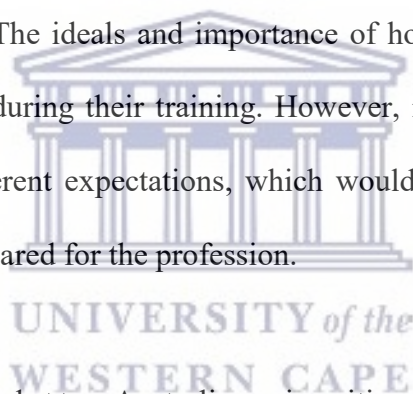 The ideals and importance of
during their training. However,
erent expectations, which would
ared for the profession.
UNIVERSITY of the
WESTERN CAPE